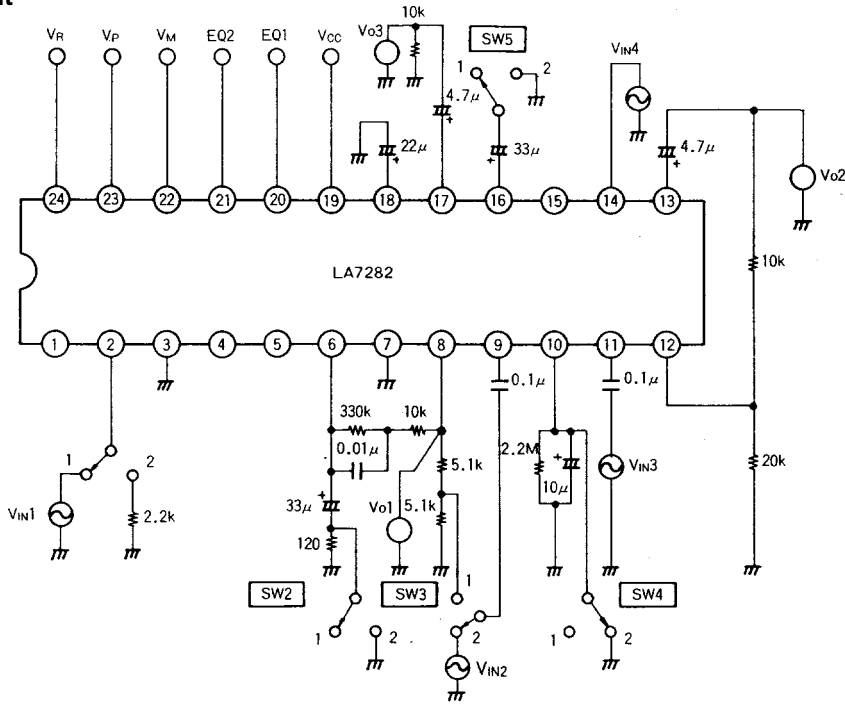 10k
VR VP VM EQ2 EQ1 VCC Vo3 SW5 VIN4
1 2
4.7μ 4.7μ
22μ 33μ Vo2
24 23 22 21 20 19 18 17 16 15 14 13
10k
LA7282
1 2 3 4 5 6 7 8 9 10 11 12
0.1μ 0.1μ
330k 10k
0.01μ 2.2M
1 2 5.1k 20k
10μ VIN3
VIN1 2.2k 33μ Vo1 5.1k
120
SW2 SW3 1 SW4
1 2 2 1 2
VIN2